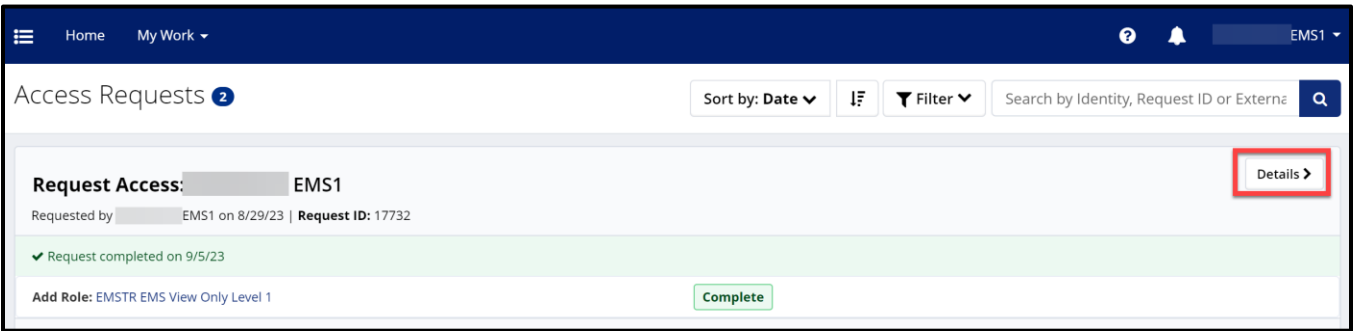 Home My Work EMS1
Access Requests 2 Sort by: Date Filter Search by Identity, Request ID or Externa
Request Access: EMS1 Details
Requested by EMS1 on 8/29/23 | Request ID: 17732
Request completed on 9/5/23
Add Role: EMSTR EMS View Only Level 1 Complete